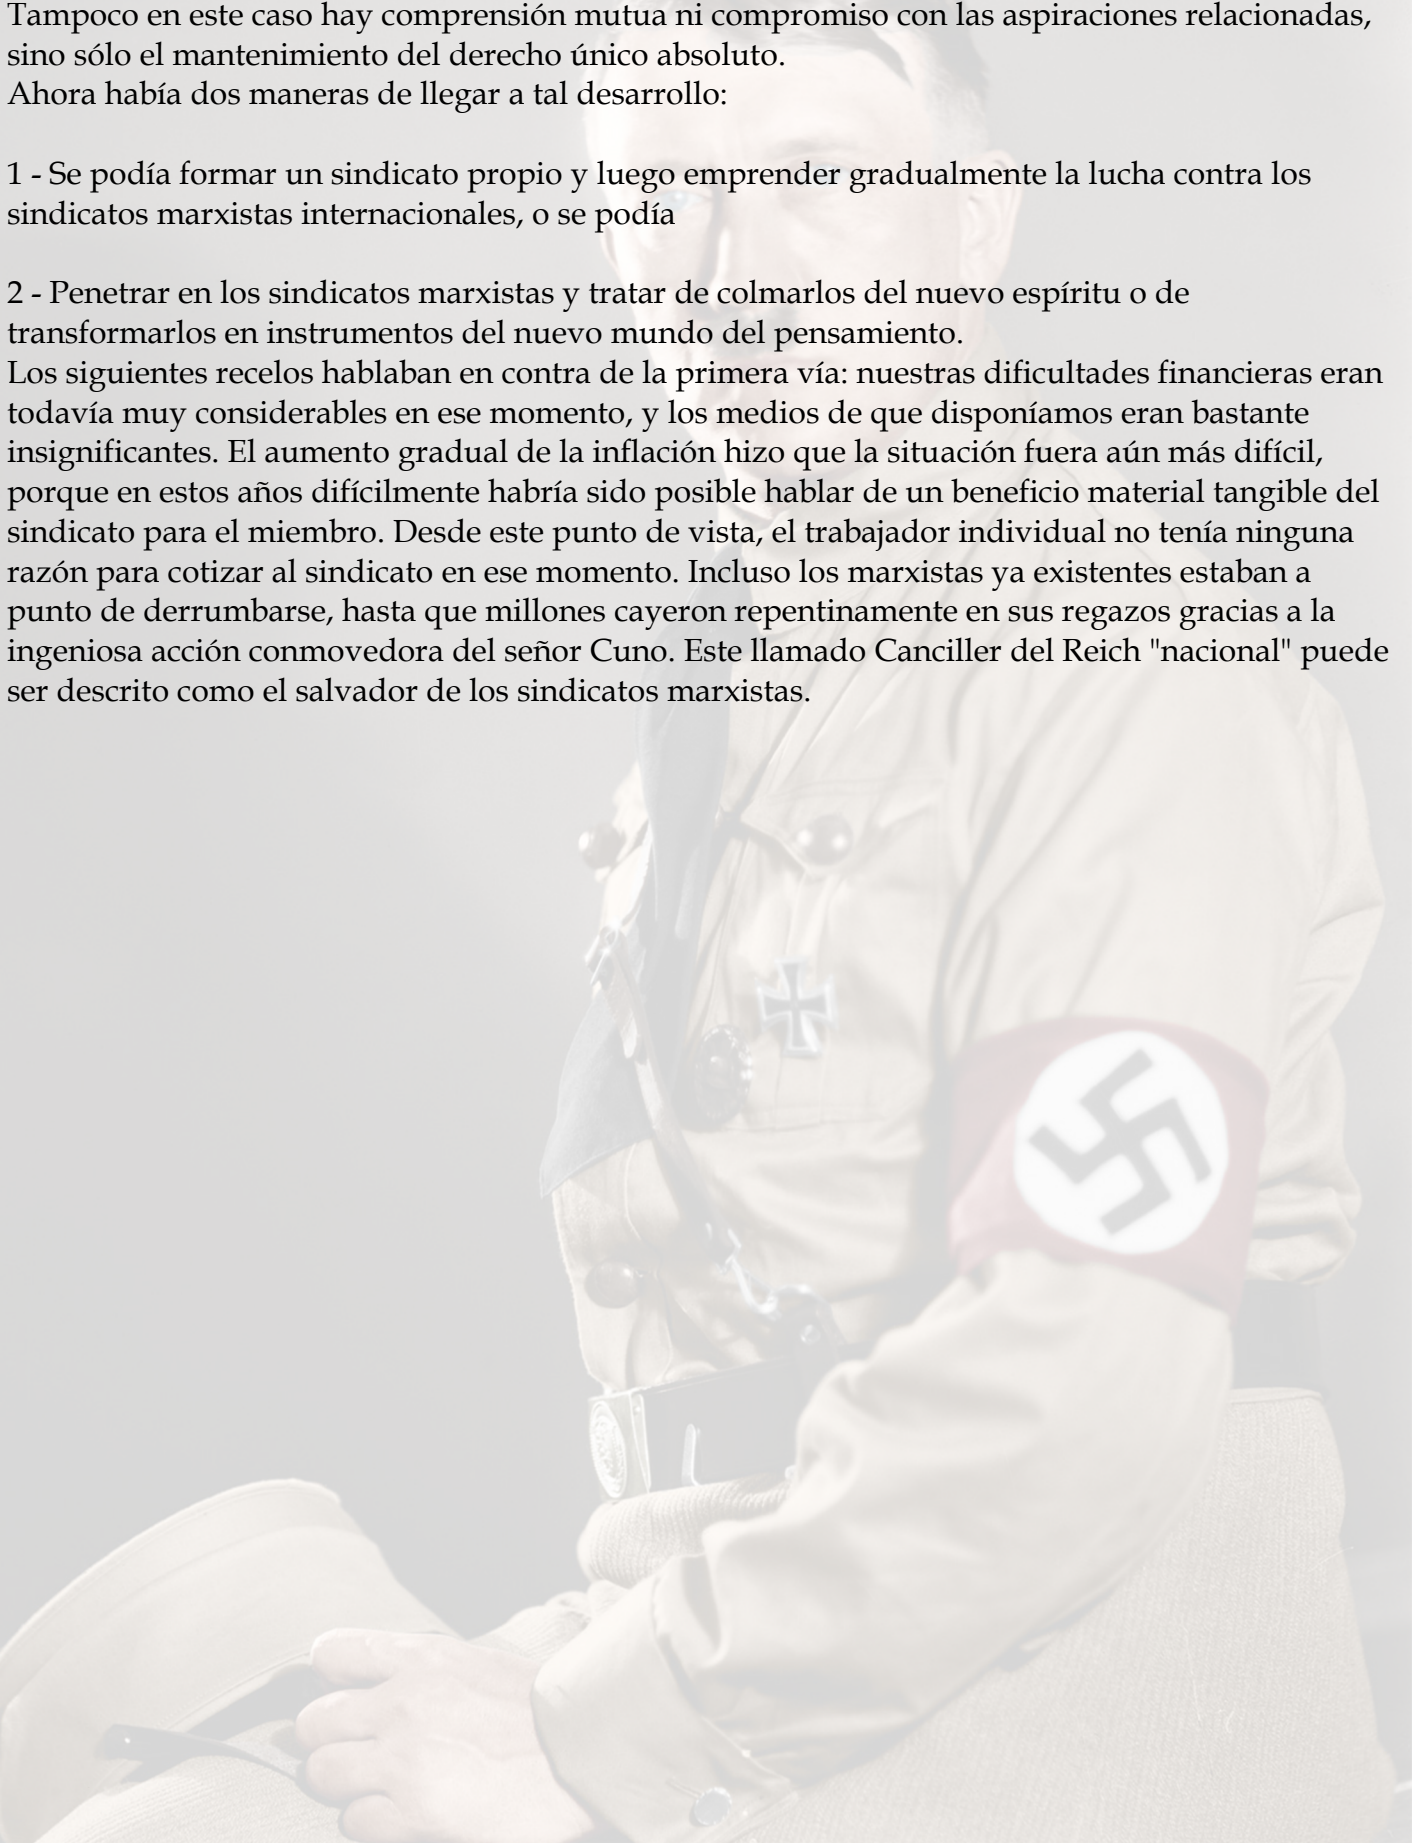 Tampoco en este caso hay comprensión mutua ni compromiso con las aspiraciones relacionadas,
sino sólo el mantenimiento del derecho único absoluto.
Ahora había dos maneras de llegar a tal desarrollo:
1 - Se podía formar un sindicato propio y luego emprender gradualmente la lucha contra los
sindicatos marxistas internacionales, o se podía
2 - Penetrar en los sindicatos marxistas y tratar de colmarlos del nuevo espíritu o de
transformarlos en instrumentos del nuevo mundo del pensamiento.
Los siguientes recelos hablaban en contra de la primera vía: nuestras dificultades financieras eran
todavía muy considerables en ese momento, y los medios de que disponíamos eran bastante
insignificantes. El aumento gradual de la inflación hizo que la situación fuera aún más difícil,
porque en estos años difícilmente habría sido posible hablar de un beneficio material tangible del
sindicato para el miembro. Desde este punto de vista, el trabajador individual no tenía ninguna
razón para cotizar al sindicato en ese momento. Incluso los marxistas ya existentes estaban a
punto de derrumbarse, hasta que millones cayeron repentinamente en sus regazos gracias a la
ingeniosa acción conmovedora del señor Cuno. Este llamado Canciller del Reich "nacional" puede
ser descrito como el salvador de los sindicatos marxistas.